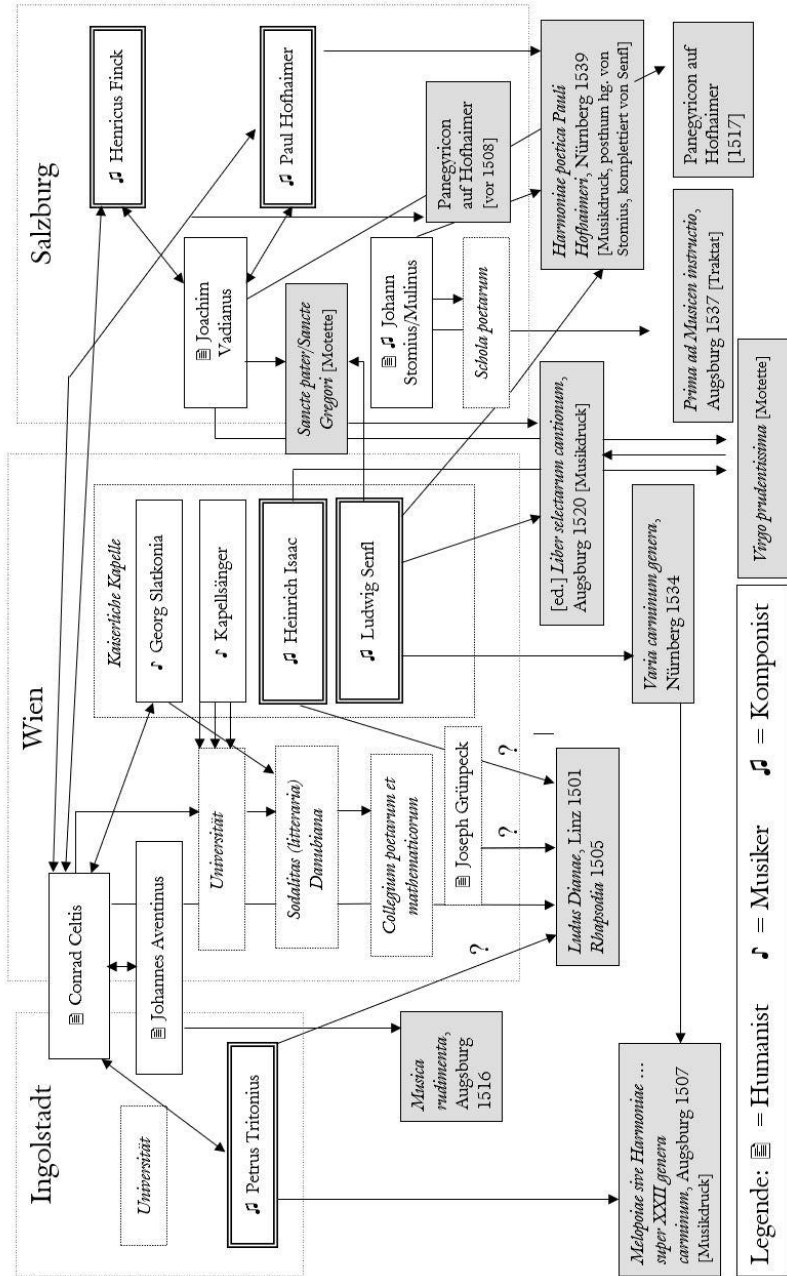 Ingolstadt
Wien
Salzburg
Universität
🗎 Conrad Celtis
🗎 Johannes Aventinus
♫ Petrus Tritonius
Universität
Sodalitas (litteraria)
Danubiana
Collegium poetarum et
mathematicorum
🗎 Joseph Grünpeck
Kaiserliche Kapelle
♪ Georg Slatkonia
♪ Kapellsänger
♫ Heinrich Isaac
♫ Ludwig Senfl
🗎 Joachim
Vadianus
♫ Henricus Finck
♫ Paul Hofhaimer
Sancte pater/Sancte
Gregori [Motette]
🗎 ♫ Johann
Stomius/Mulinus
Schola poetarum
Panegyricon
auf Hofhaimer
[vor 1508]
Musica
rudimenta,
Augsburg
1516
?
?
?
Ludus Dianae, Linz 1501
Rhapsodia 1505
[ed.] Liber selectarum cantionum,
Augsburg 1520 [Musikdruck]
Harmoniae poetica Pauli
Hofhaimeri, Nürnberg 1539
[Musikdruck, posthum hg. von
Stomius, komplettiert von Senfl]
Melopoiae sive Harmoniae …
super XXII genera
carminum, Augsburg 1507
[Musikdruck]
Varia carminum genera,
Nürnberg 1534
Prima ad Musicen instructio,
Augsburg 1537 [Traktat]
Panegyricon auf
Hofhaimer
[1517]
Virgo prudentissima [Motette]
Legende: 🗎 = Humanist ♪ = Musiker ♫ = Komponist